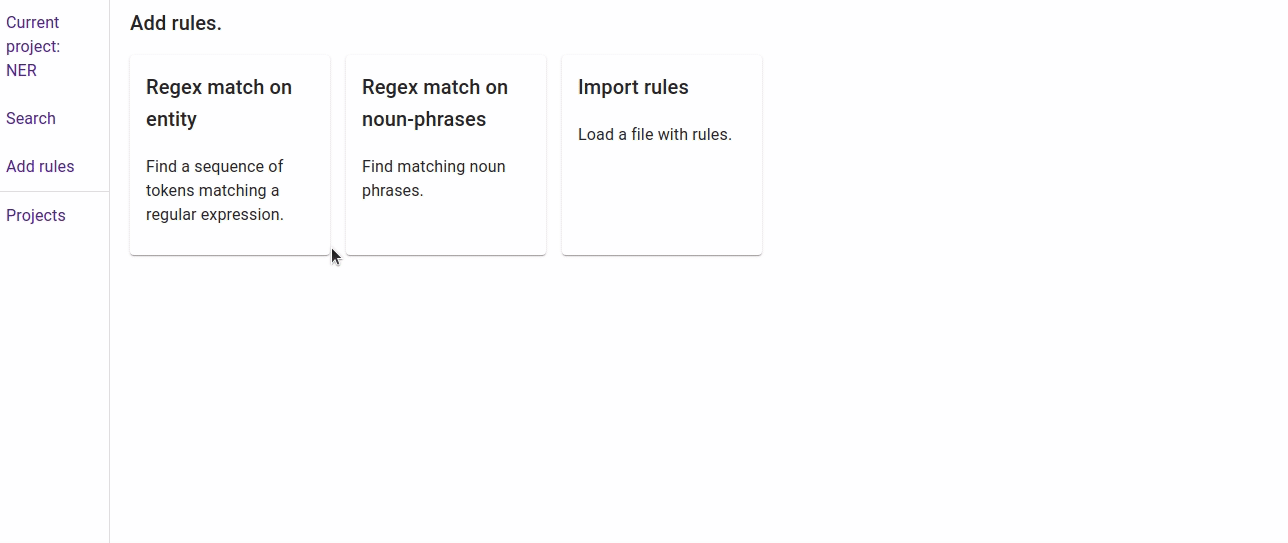 Current
project:
NER
Search
Add rules
Projects
Add rules.
Regex match on
entity
Find a sequence of
tokens matching a
regular expression.
Regex match on
noun-phrases
Find matching noun
phrases.
Import rules
Load a file with rules.